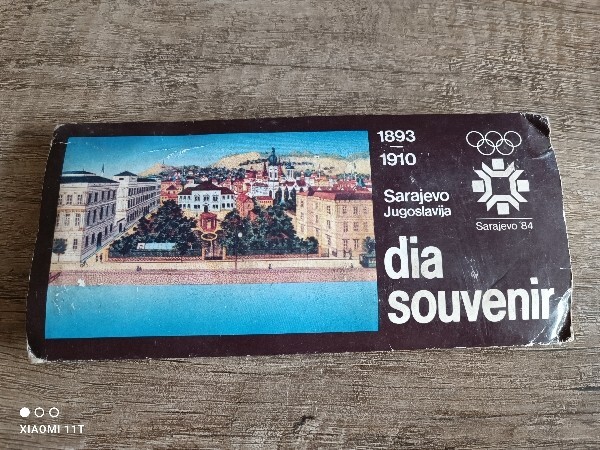 1893
1910
Sarajevo
Jugoslavija
Sarajevo '84
dia
souvenir
XIAOMI 11T